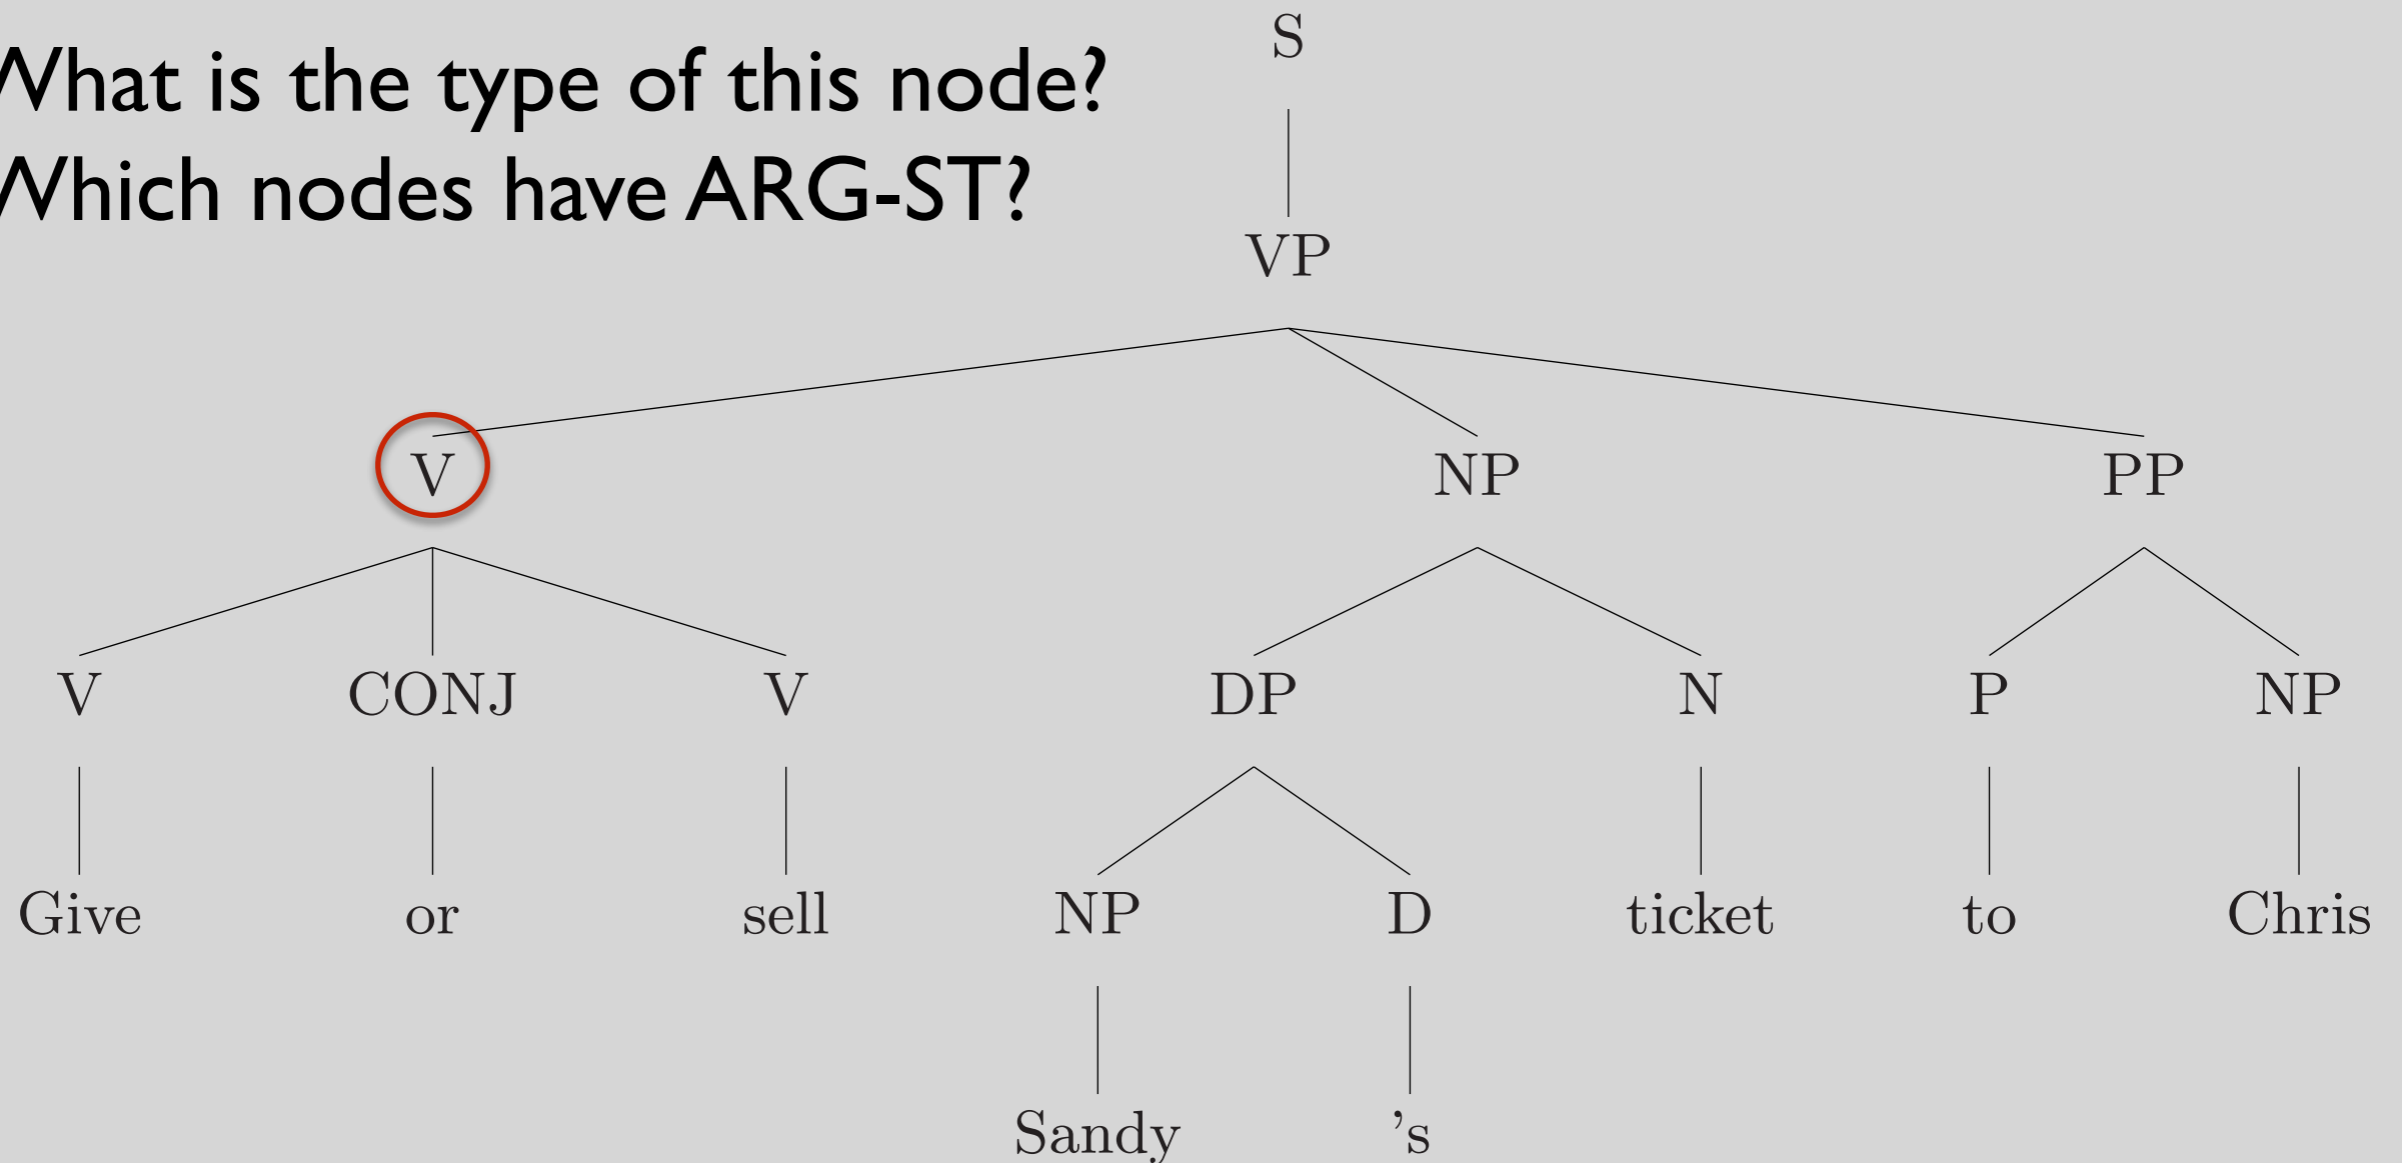 What is the type of this node?
Which nodes have ARG-ST?
S
VP
V NP PP
V CONJ V DP N P NP
Give or sell NP D ticket to Chris
Sandy 's